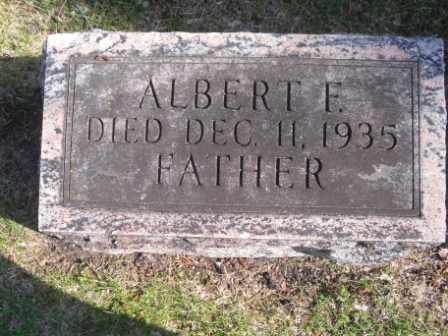 ALBERT F.
DIED DEC. 11, 1935
FATHER